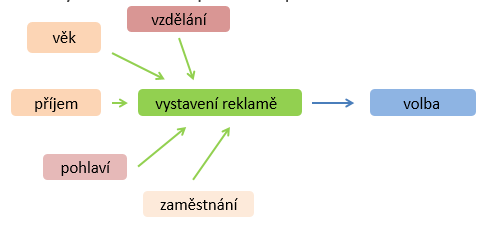 vzdělání
věk
příjem
vystavení reklamě
volba
pohlaví
zaměstnání